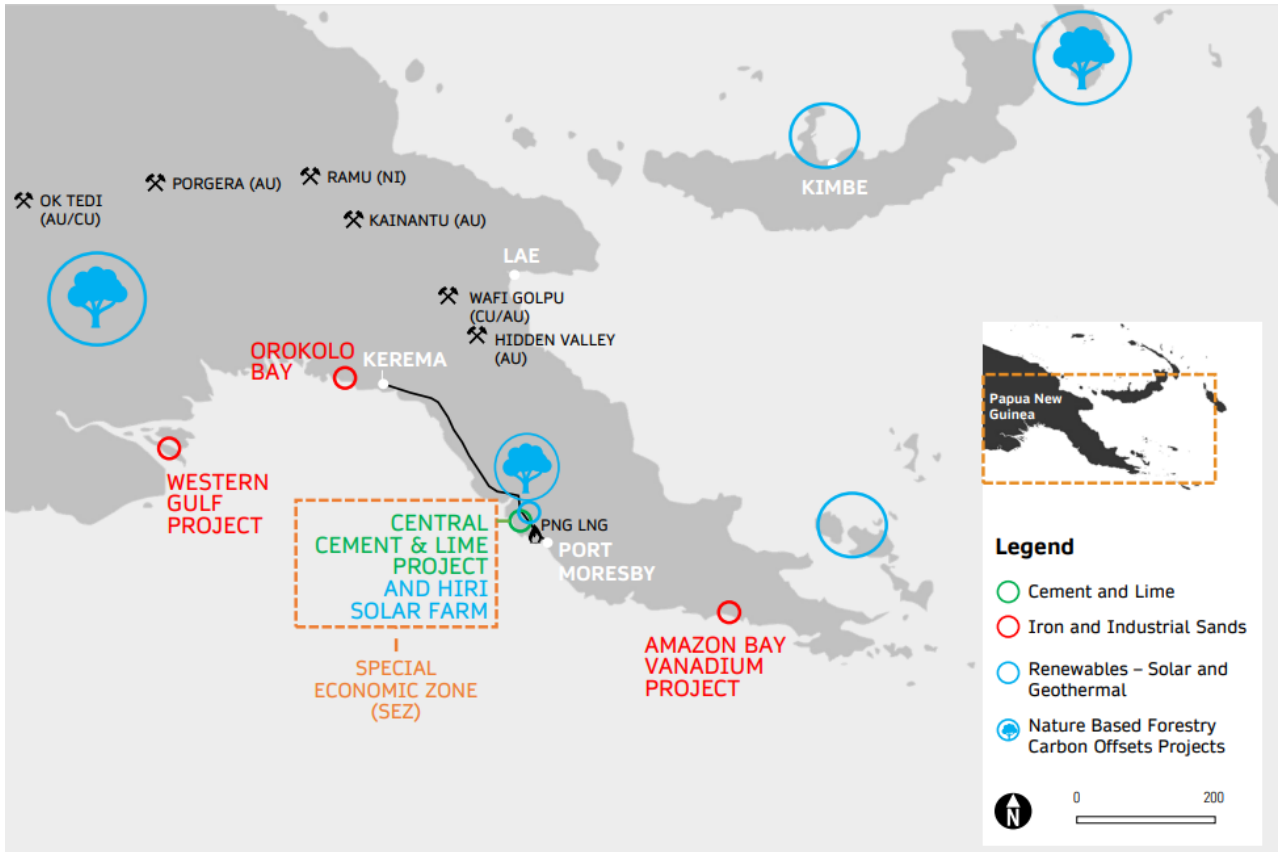 PORGERA (AU)
RAMU (NI)
OK TEDI
(AU/CU)
KAINANTU (AU)
KIMBE
LAE
WAFI GOLPU
(CU/AU)
HIDDEN VALLEY
(AU)
OROKOLO
BAY
KEREMA
WESTERN
GULF
PROJECT
CENTRAL
CEMENT & LIME
PROJECT
AND HIRI
SOLAR FARM
PNG LNG
PORT
MORESBY
SPECIAL
ECONOMIC ZONE
(SEZ)
AMAZON BAY
VANADIUM
PROJECT
Papua New
Guinea
Legend
Cement and Lime
Iron and Industrial Sands
Renewables – Solar and
Geothermal
Nature Based Forestry
Carbon Offsets Projects
N
0 200